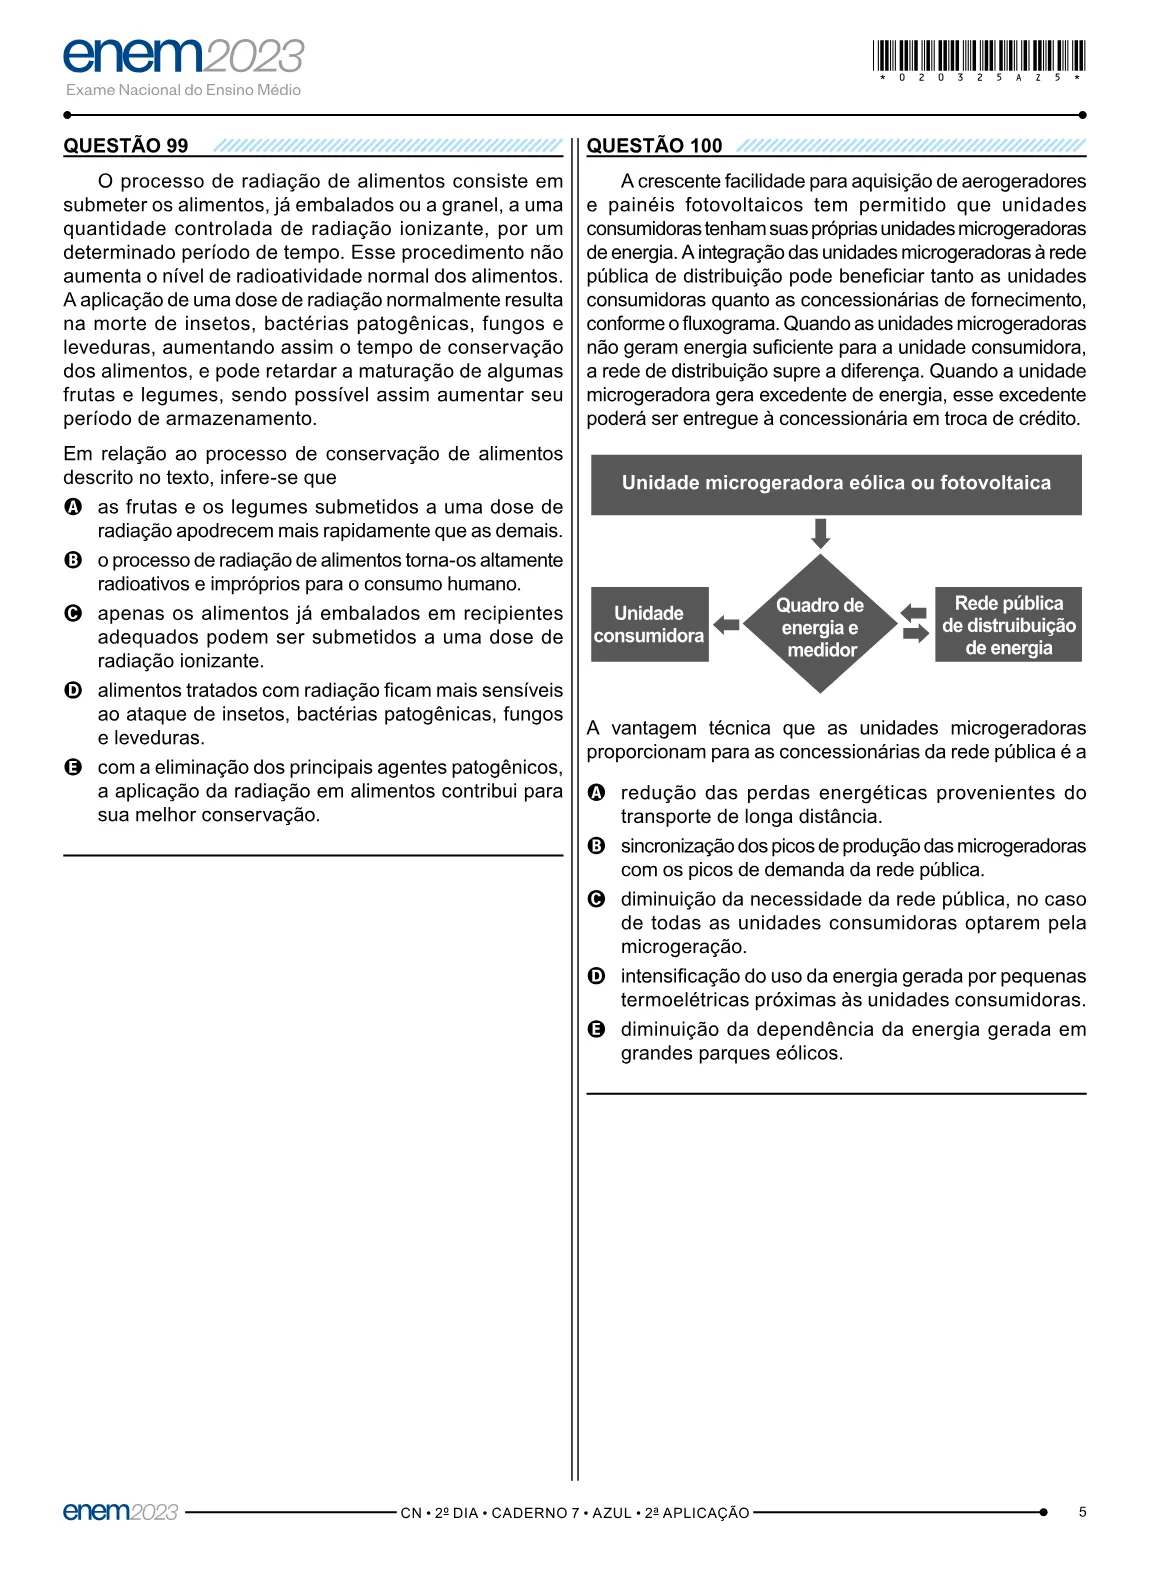 enem2023
Exame Nacional do Ensino Médio
*020325AZ5*
QUESTÃO 99
O processo de radiação de alimentos consiste em
submeter os alimentos, já embalados ou a granel, a uma
quantidade controlada de radiação ionizante, por um
determinado período de tempo. Esse procedimento não
aumenta o nível de radioatividade normal dos alimentos.
A aplicação de uma dose de radiação normalmente resulta
na morte de insetos, bactérias patogênicas, fungos e
leveduras, aumentando assim o tempo de conservação
dos alimentos, e pode retardar a maturação de algumas
frutas e legumes, sendo possível assim aumentar seu
período de armazenamento.
Em relação ao processo de conservação de alimentos
descrito no texto, infere-se que
A as frutas e os legumes submetidos a uma dose de
radiação apodrecem mais rapidamente que as demais.
B o processo de radiação de alimentos torna-os altamente
radioativos e impróprios para o consumo humano.
C apenas os alimentos já embalados em recipientes
adequados podem ser submetidos a uma dose de
radiação ionizante.
D alimentos tratados com radiação ficam mais sensíveis
ao ataque de insetos, bactérias patogênicas, fungos
e leveduras.
E com a eliminação dos principais agentes patogênicos,
a aplicação da radiação em alimentos contribui para
sua melhor conservação.
QUESTÃO 100
A crescente facilidade para aquisição de aerogeradores
e painéis fotovoltaicos tem permitido que unidades
consumidoras tenham suas próprias unidades microgeradoras
de energia. A integração das unidades microgeradoras à rede
pública de distribuição pode beneficiar tanto as unidades
consumidoras quanto as concessionárias de fornecimento,
conforme o fluxograma. Quando as unidades microgeradoras
não geram energia suficiente para a unidade consumidora,
a rede de distribuição supre a diferença. Quando a unidade
microgeradora gera excedente de energia, esse excedente
poderá ser entregue à concessionária em troca de crédito.
Unidade microgeradora eólica ou fotovoltaica
Unidade
consumidora
Quadro de
energia e
medidor
Rede pública
de distruibuição
de energia
A vantagem técnica que as unidades microgeradoras
proporcionam para as concessionárias da rede pública é a
A redução das perdas energéticas provenientes do
transporte de longa distância.
B sincronização dos picos de produção das microgeradoras
com os picos de demanda da rede pública.
C diminuição da necessidade da rede pública, no caso
de todas as unidades consumidoras optarem pela
microgeração.
D intensificação do uso da energia gerada por pequenas
termoelétricas próximas às unidades consumidoras.
E diminuição da dependência da energia gerada em
grandes parques eólicos.
enem2023
CN • 2º DIA • CADERNO 7 • AZUL • 2ª APLICAÇÃO
5